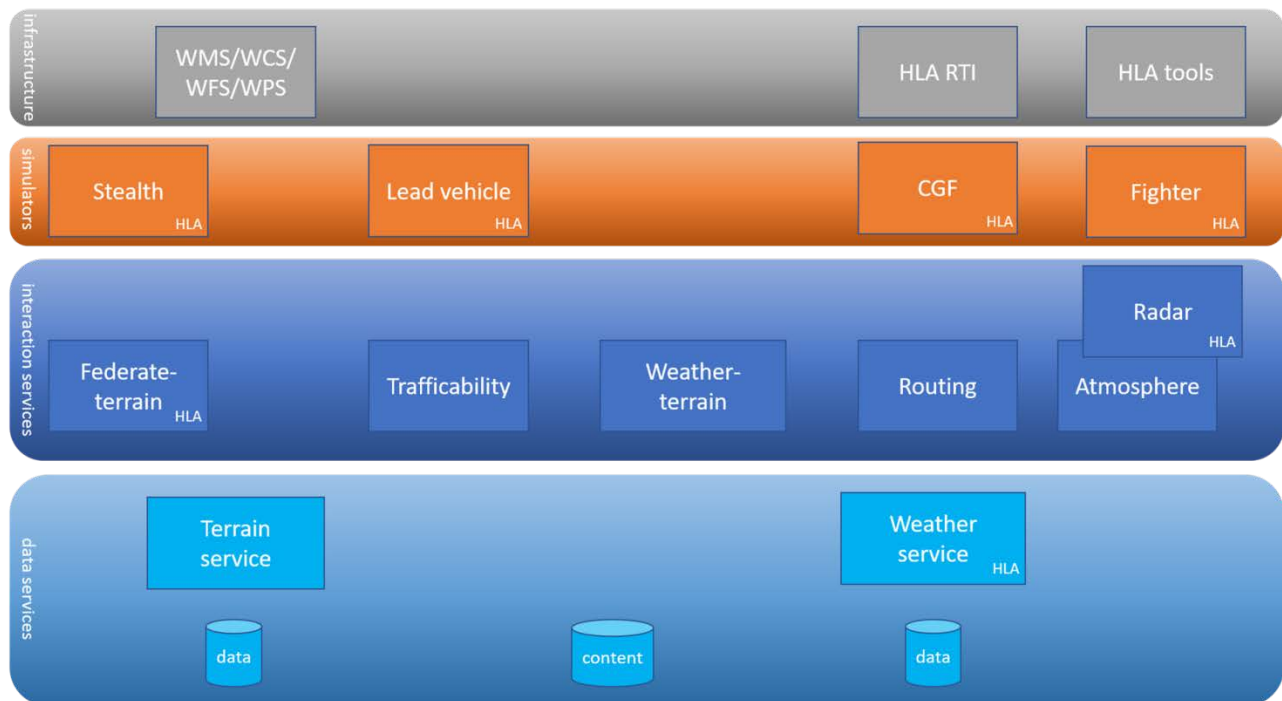 infrastructure
WMS/WCS/
WFS/WPS
HLA RTI
HLA tools
simulators
Stealth
HLA
Lead vehicle
HLA
CGF
HLA
Fighter
HLA
interaction services
Radar
HLA
Federate-
terrain
HLA
Trafficability
Weather-
terrain
Routing
Atmosphere
data services
Terrain
service
Weather
service
HLA
data
content
data